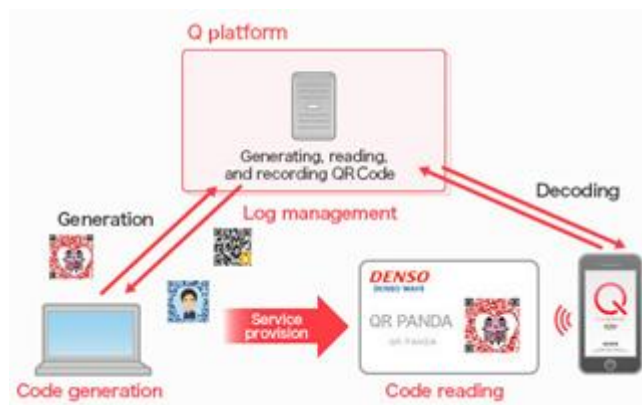 Q platform
Generating, reading,
and recording QR Code
Log management
Generation
Decoding
DENSO
DENSO WAVE
QR PANDA
QR PANDA
Service
provision
Q
Code generation
Code reading